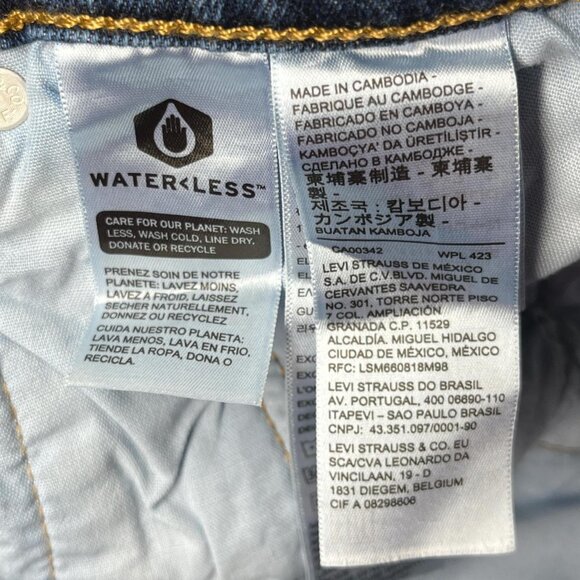 WATER<LESS™
CARE FOR OUR PLANET: WASH
LESS, WASH COLD, LINE DRY.
DONATE OR RECYCLE
PRENEZ SOIN DE NOTRE
PLANETE: LAVEZ MOINS,
LAVEZ A FROID, LAISSEZ
SECHER NATURELLEMENT,
DONNEZ OU RECYCLEZ
CUIDA NUESTRO PLANETA:
LAVA MENOS, LAVA EN FRIO,
TIENDE LA ROPA, DONA O
RECICLA.
MADE IN CAMBODIA -
FABRIQUE AU CAMBODGE -
FABRICADO EN CAMBOYA -
FABRICADO NO CAMBOJA -
KAMBOÇYA' DA ÜRETİLİŞTİR -
СДЕЛАНО В КАМБОДЖЕ -
柬埔寨制造 - 柬埔寨
製 -
제조국 : 캄보디아 -
カンボジア製 -
BUATAN KAMBOJA
CA00342 WPL 423
LEVI STRAUSS DE MÉXICO
S.A. DE C.V.BLVD. MIGUEL DE
CERVANTES SAAVEDRA
NO. 301, TORRE NORTE PISO
7 COL. AMPLIACIÓN
GRANADA C.P. 11529
ALCALDÍA. MIGUEL HIDALGO
CIUDAD DE MÉXICO, MÉXICO
RFC: LSM660818M98
LEVI STRAUSS DO BRASIL
AV. PORTUGAL, 400 06690-110
ITAPEVI – SAO PAULO BRASIL
CNPJ: 43.351.097/0001-90
LEVI STRAUSS & CO. EU
SCA/CVA LEONARDO DA
VINCILAAN, 19 - D
1831 DIEGEM, BELGIUM
CIF A 08298606